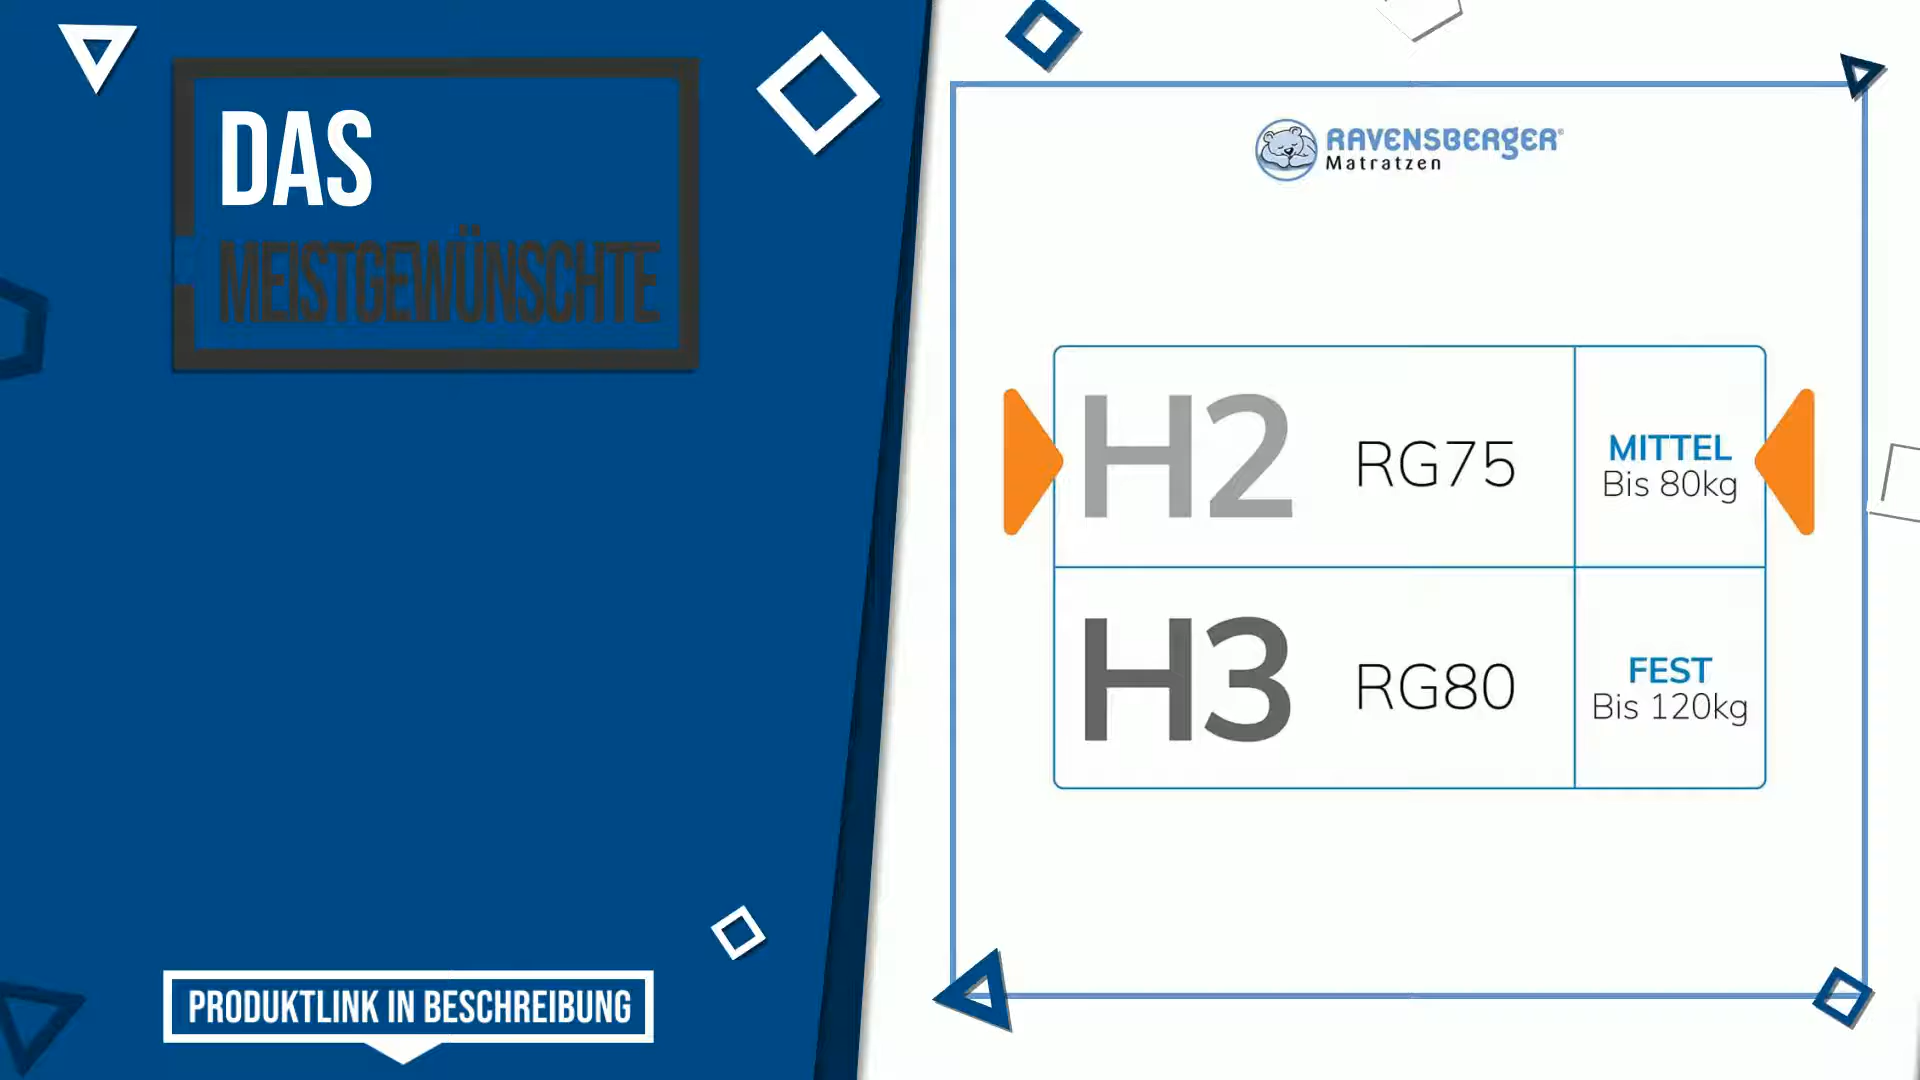 DAS
MEISTGEWÜNSCHTE
PRODUKTLINK IN BESCHREIBUNG
RAVENSBERGER®
Matratzen
H2 RG75 MITTEL
Bis 80kg
H3 RG80 FEST
Bis 120kg